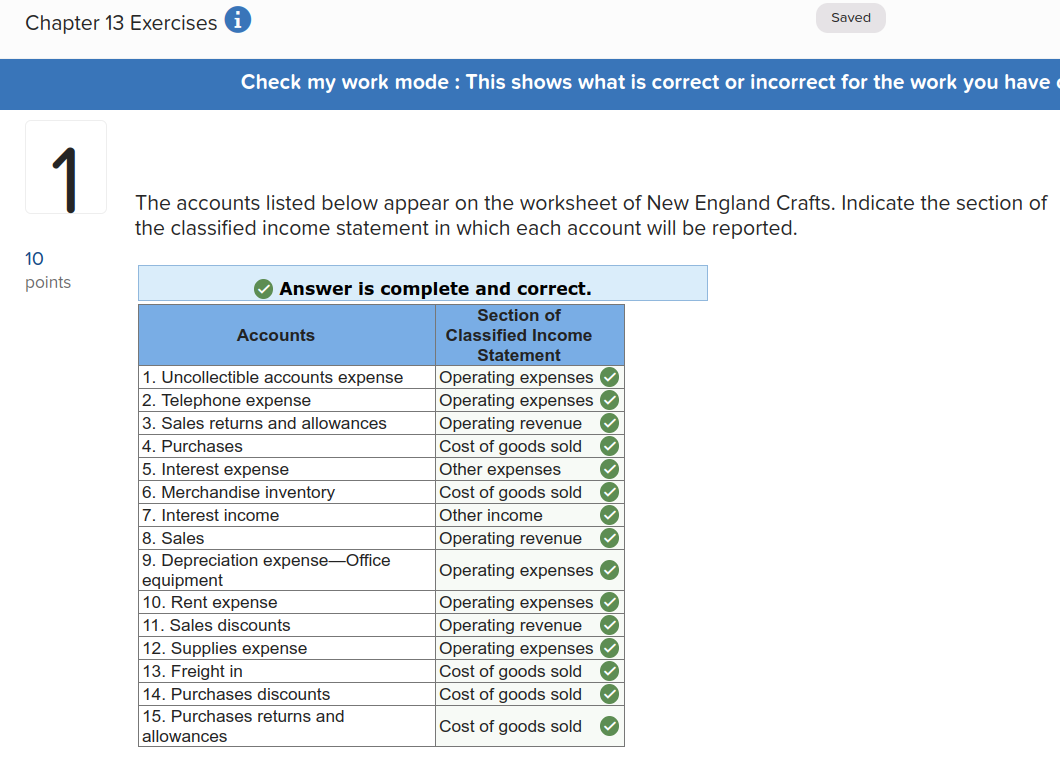 Chapter 13 Exercises i
Saved
Check my work mode : This shows what is correct or incorrect for the work you have
1
The accounts listed below appear on the worksheet of New England Crafts. Indicate the section of
the classified income statement in which each account will be reported.
10
points
Answer is complete and correct.
Accounts
Section of
Classified Income
Statement
1. Uncollectible accounts expense Operating expenses
2. Telephone expense Operating expenses
3. Sales returns and allowances Operating revenue
4. Purchases Cost of goods sold
5. Interest expense Other expenses
6. Merchandise inventory Cost of goods sold
7. Interest income Other income
8. Sales Operating revenue
9. Depreciation expense—Office
equipment
Operating expenses
10. Rent expense Operating expenses
11. Sales discounts Operating revenue
12. Supplies expense Operating expenses
13. Freight in Cost of goods sold
14. Purchases discounts Cost of goods sold
15. Purchases returns and
allowances
Cost of goods sold